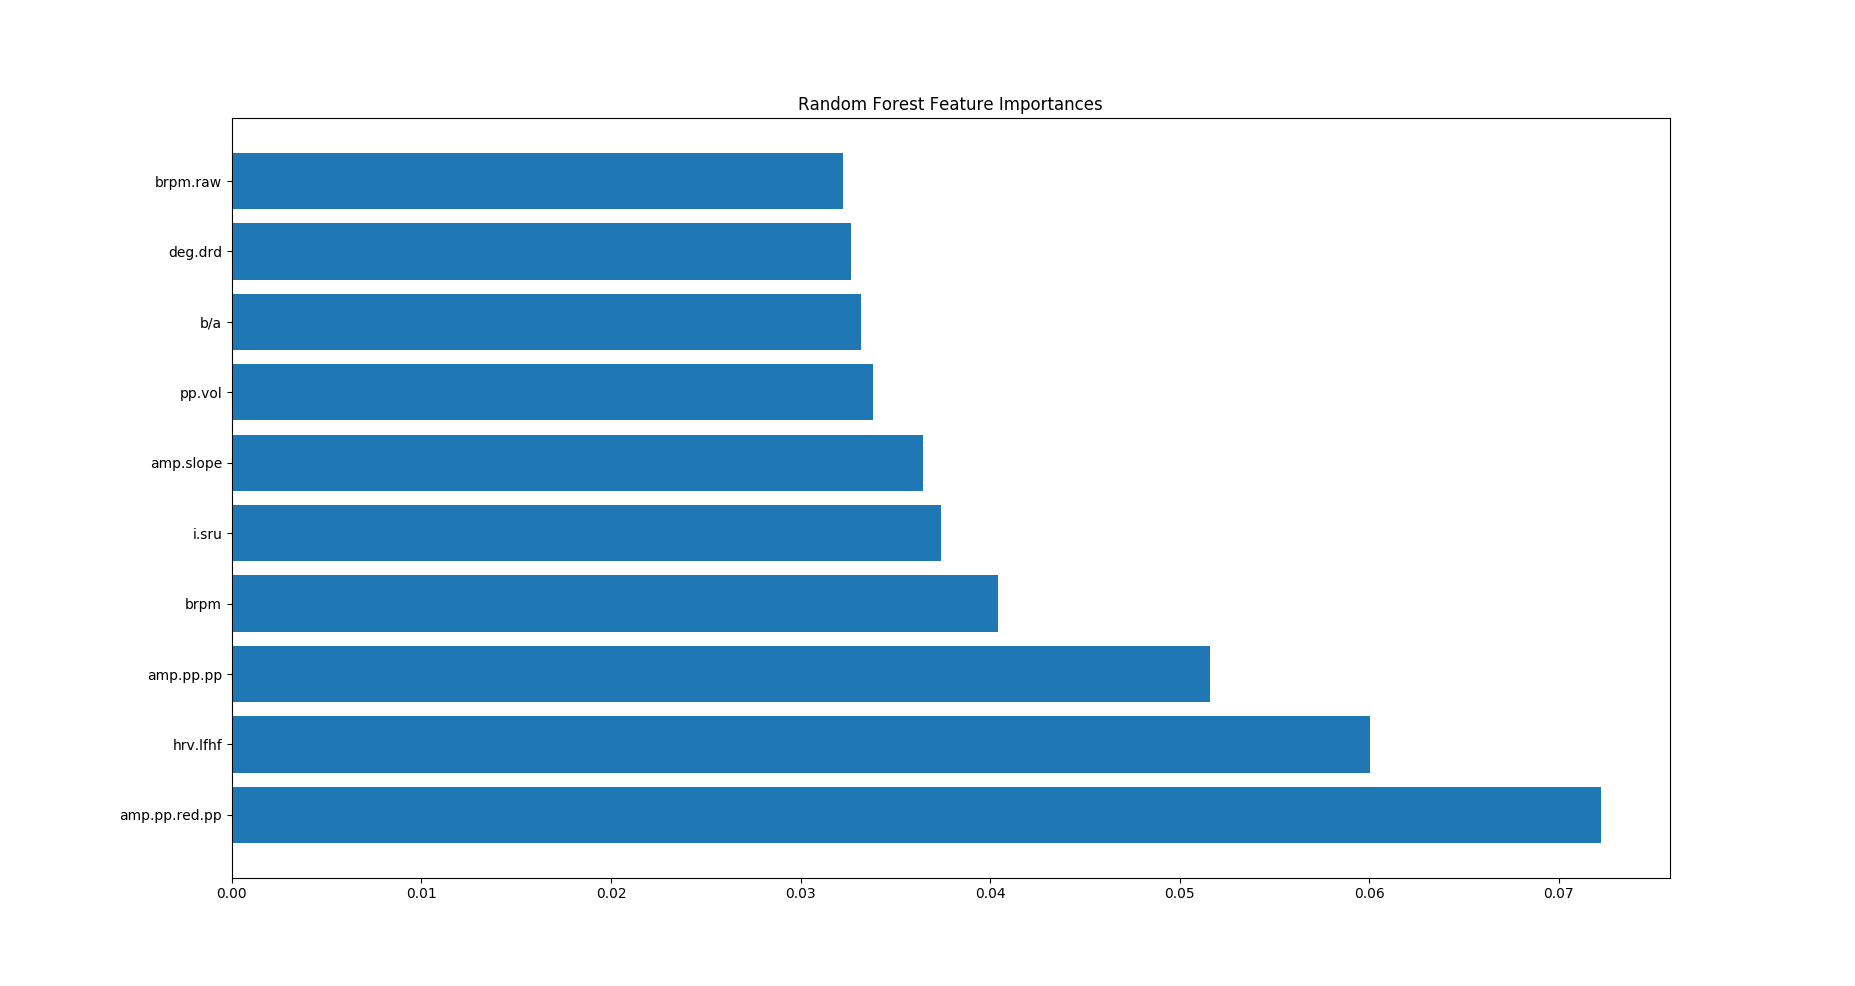 Random Forest Feature Importances
brpm.raw
deg.drd
b/a
pp.vol
amp.slope
i.sru
brpm
amp.pp.pp
hrv.lfhf
amp.pp.red.pp
0.00 0.01 0.02 0.03 0.04 0.05 0.06 0.07